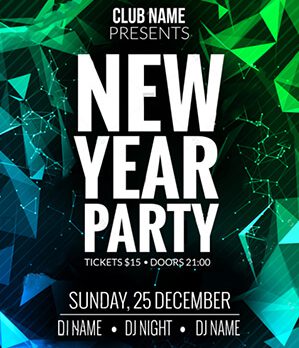 CLUB NAME
PRESENTS
NEW
YEAR
PARTY
TICKETS $15 • DOORS 21:00
SUNDAY, 25 DECEMBER
DJ NAME • DJ NIGHT • DJ NAME